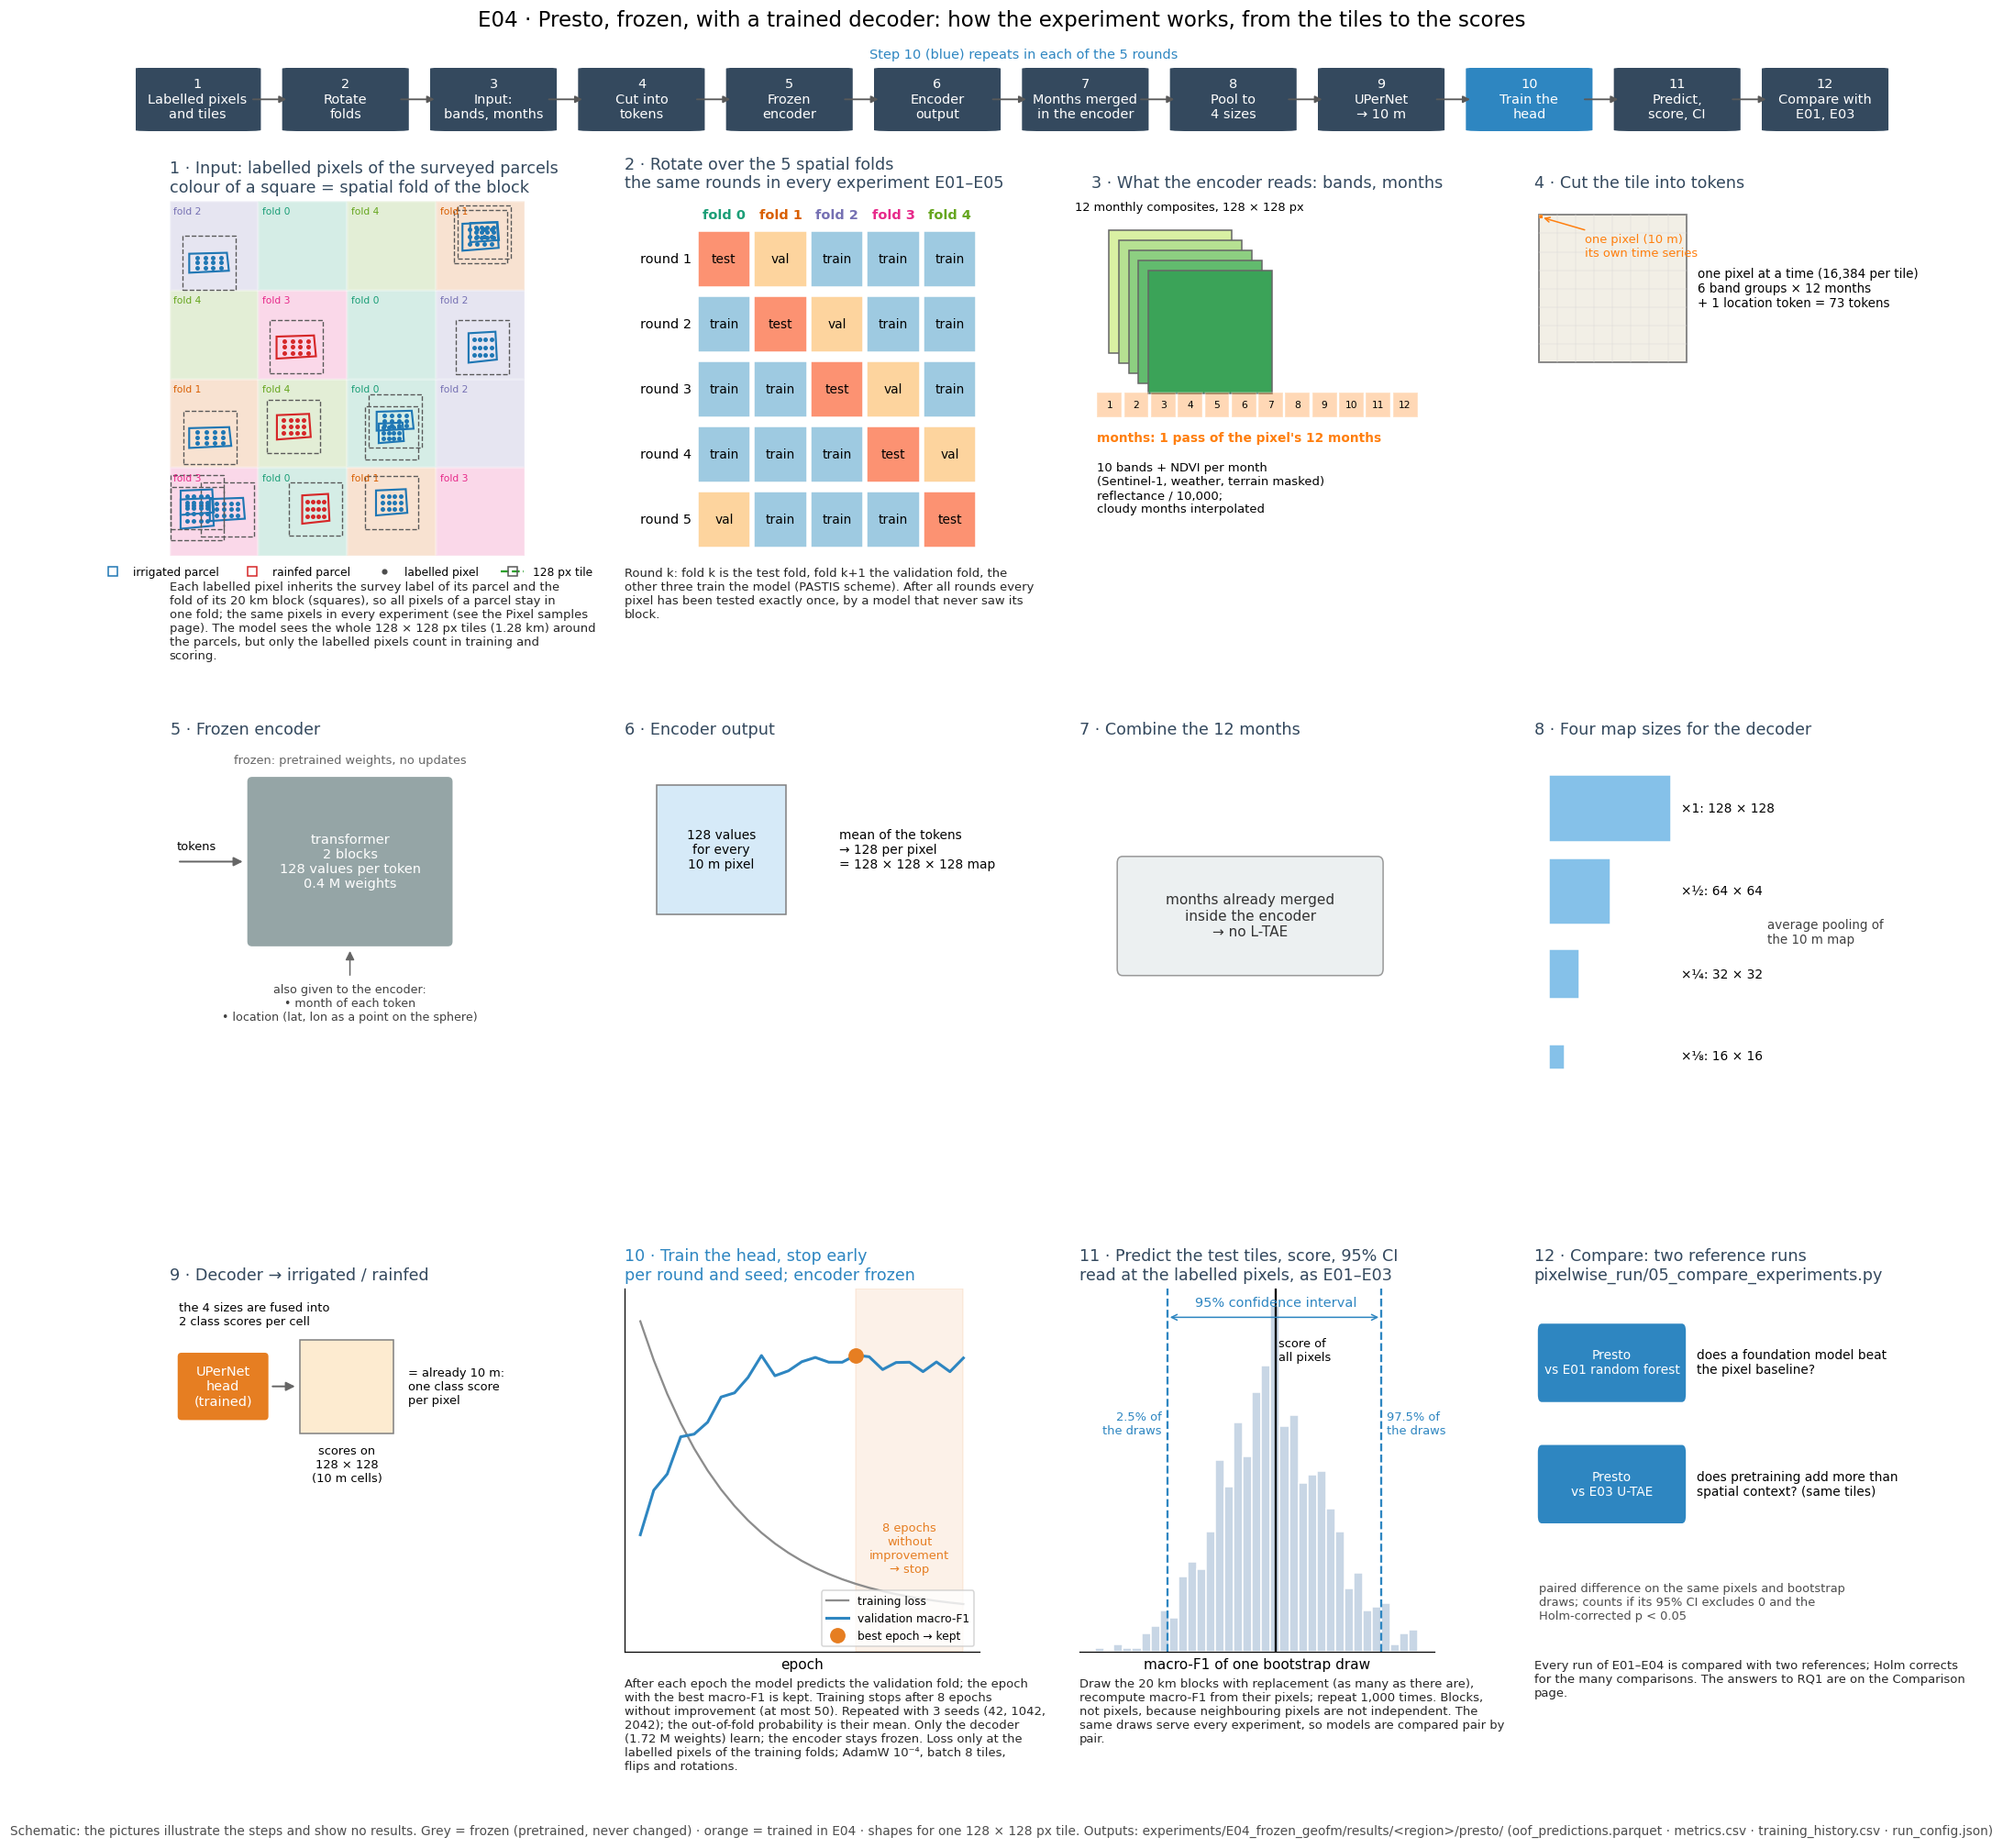 E04 · Presto, frozen, with a trained decoder: how the experiment works, from the tiles to the scores
Step 10 (blue) repeats in each of the 5 rounds
1
Labelled pixels
and tiles
2
Rotate
folds
3
Input:
bands, months
4
Cut into
tokens
5
Frozen
encoder
6
Encoder
output
7
Months merged
in the encoder
8
Pool to
4 sizes
9
UPerNet
→ 10 m
10
Train the
head
11
Predict,
score, CI
12
Compare with
E01, E03
1 · Input: labelled pixels of the surveyed parcels
colour of a square = spatial fold of the block
fold 2
fold 0
fold 4
fold 1
fold 4
fold 3
fold 0
fold 2
fold 1
fold 4
fold 0
fold 2
fold 3
fold 0
fold 1
fold 3
irrigated parcel
rainfed parcel
labelled pixel
128 px tile
Each labelled pixel inherits the survey label of its parcel and the
fold of its 20 km block (squares), so all pixels of a parcel stay in
one fold; the same pixels in every experiment (see the Pixel samples
page). The model sees the whole 128 × 128 px tiles (1.28 km) around
the parcels, but only the labelled pixels count in training and
scoring.
2 · Rotate over the 5 spatial folds
the same rounds in every experiment E01–E05
fold 0 fold 1 fold 2 fold 3 fold 4
round 1 test val train train train
round 2 train test val train train
round 3 train train test val train
round 4 train train train test val
round 5 val train train train test
Round k: fold k is the test fold, fold k+1 the validation fold, the
other three train the model (PASTIS scheme). After all rounds every
pixel has been tested exactly once, by a model that never saw its
block.
3 · What the encoder reads: bands, months
12 monthly composites, 128 × 128 px
1 2 3 4 5 6 7 8 9 10 11 12
months: 1 pass of the pixel's 12 months
10 bands + NDVI per month
(Sentinel-1, weather, terrain masked)
reflectance / 10,000;
cloudy months interpolated
4 · Cut the tile into tokens
one pixel (10 m)
its own time series
one pixel at a time (16,384 per tile)
6 band groups × 12 months
+ 1 location token = 73 tokens
5 · Frozen encoder
frozen: pretrained weights, no updates
tokens
transformer
2 blocks
128 values per token
0.4 M weights
also given to the encoder:
• month of each token
• location (lat, lon as a point on the sphere)
6 · Encoder output
128 values
for every
10 m pixel
mean of the tokens
→ 128 per pixel
= 128 × 128 × 128 map
7 · Combine the 12 months
months already merged
inside the encoder
→ no L-TAE
8 · Four map sizes for the decoder
×1: 128 × 128
×½: 64 × 64
average pooling of
the 10 m map
×¼: 32 × 32
×⅛: 16 × 16
9 · Decoder → irrigated / rainfed
the 4 sizes are fused into
2 class scores per cell
UPerNet
head
(trained)
= already 10 m:
one class score
per pixel
scores on
128 × 128
(10 m cells)
10 · Train the head, stop early
per round and seed; encoder frozen
8 epochs
without
improvement
→ stop
training loss
validation macro-F1
best epoch → kept
epoch
After each epoch the model predicts the validation fold; the epoch
with the best macro-F1 is kept. Training stops after 8 epochs
without improvement (at most 50). Repeated with 3 seeds (42, 1042,
2042); the out-of-fold probability is their mean. Only the decoder
(1.72 M weights) learn; the encoder stays frozen. Loss only at the
labelled pixels of the training folds; AdamW 10⁻⁴, batch 8 tiles,
flips and rotations.
11 · Predict the test tiles, score, 95% CI
read at the labelled pixels, as E01–E03
95% confidence interval
score of
all pixels
2.5% of
the draws
97.5% of
the draws
macro-F1 of one bootstrap draw
Draw the 20 km blocks with replacement (as many as there are),
recompute macro-F1 from their pixels; repeat 1,000 times. Blocks,
not pixels, because neighbouring pixels are not independent. The
same draws serve every experiment, so models are compared pair by
pair.
12 · Compare: two reference runs
pixelwise_run/05_compare_experiments.py
Presto
vs E01 random forest
does a foundation model beat
the pixel baseline?
Presto
vs E03 U-TAE
does pretraining add more than
spatial context? (same tiles)
paired difference on the same pixels and bootstrap
draws; counts if its 95% CI excludes 0 and the
Holm-corrected p < 0.05
Every run of E01–E04 is compared with two references; Holm corrects
for the many comparisons. The answers to RQ1 are on the Comparison
page.
Schematic: the pictures illustrate the steps and show no results. Grey = frozen (pretrained, never changed) · orange = trained in E04 · shapes for one 128 × 128 px tile. Outputs: experiments/E04_frozen_geofm/results/<region>/presto/ (oof_predictions.parquet · metrics.csv · training_history.csv · run_config.json)